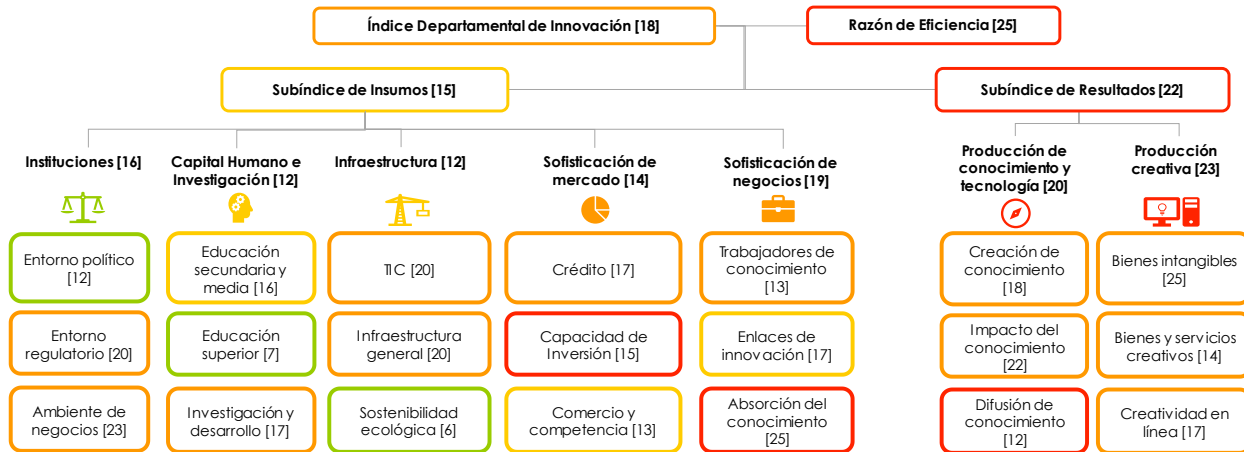 Índice Departamental de Innovación [18]
Razón de Eficiencia [25]
Subíndice de Insumos [15]
Subíndice de Resultados [22]
Instituciones [16]
Capital Humano e
Investigación [12]
Infraestructura [12]
Sofisticación de
mercado [14]
Sofisticación de
negocios [19]
Producción de
conocimiento y
tecnología [20]
Producción
creativa [23]
Entorno político
[12]
Educación
secundaria y
media [16]
TIC [20]
Crédito [17]
Trabajadores de
conocimiento
[13]
Creación de
conocimiento
[18]
Bienes intangibles
[25]
Entorno
regulatorio [20]
Educación
superior [7]
Infraestructura
general [20]
Capacidad de
Inversión [15]
Enlaces de
innovación [17]
Impacto del
conocimiento
[22]
Bienes y servicios
creativos [14]
Ambiente de
negocios [23]
Investigación y
desarrollo [17]
Sostenibilidad
ecológica [6]
Comercio y
competencia [13]
Absorción del
conocimiento
[25]
Difusión de
conocimiento
[12]
Creatividad en
línea [17]